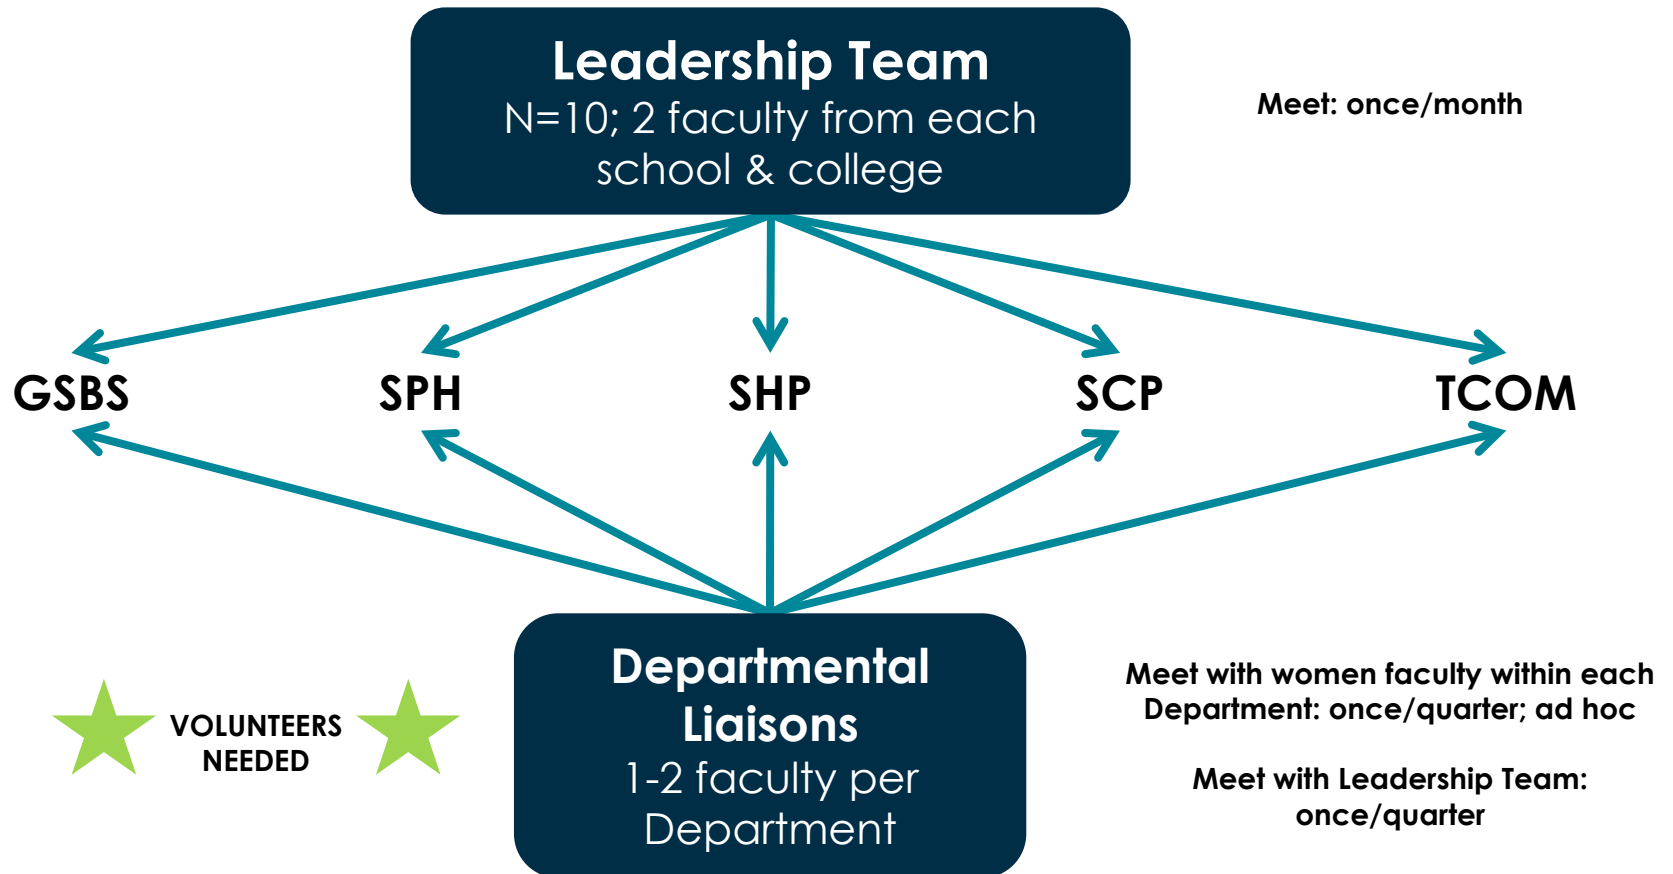 Leadership Team
N=10; 2 faculty from each
school & college
Meet: once/month
GSBS
SPH
SHP
SCP
TCOM
VOLUNTEERS
NEEDED
Departmental
Liaisons
1-2 faculty per
Department
Meet with women faculty within each
Department: once/quarter; ad hoc
Meet with Leadership Team:
once/quarter